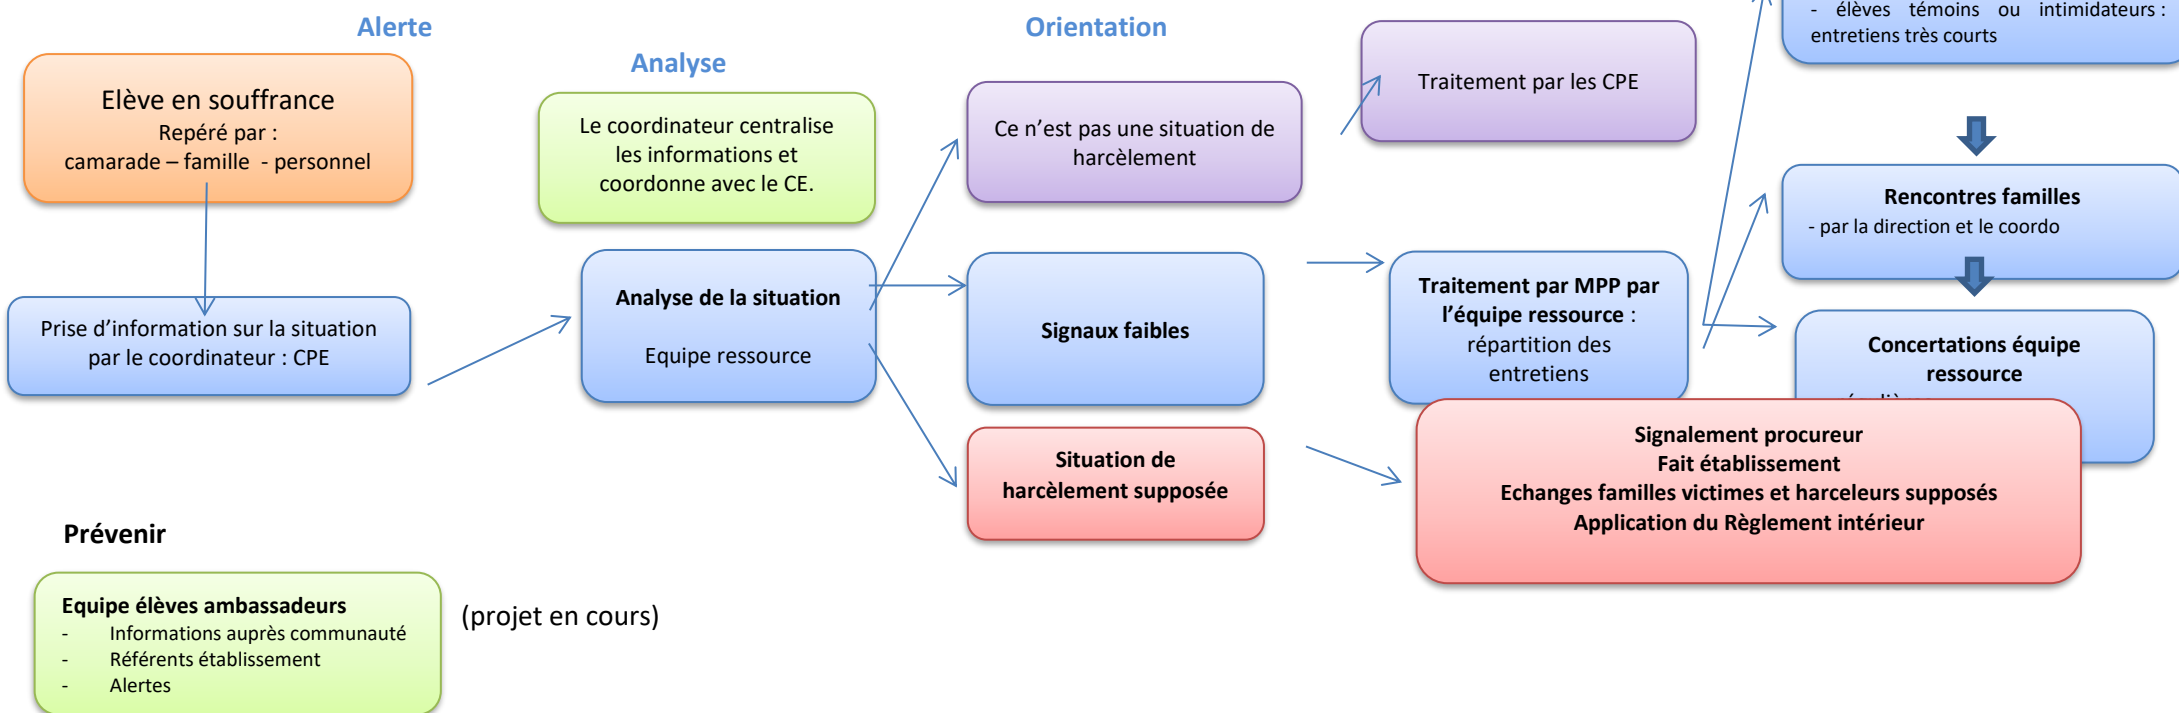 Alerte
Elève en souffrance
Repéré par :
camarade – famille - personnel
Prise d'information sur la situation
par le coordinateur : CPE
Analyse
Le coordinateur centralise
les informations et
coordonne avec le CE.
Analyse de la situation
Equipe ressource
Orientation
Ce n'est pas une situation de
harcèlement
Signaux faibles
Situation de
harcèlement supposée
Traitement par les CPE
Traitement par MPP par
l'équipe ressource :
répartition des
entretiens
- élèves témoins ou intimidateurs :
entretiens très courts
Rencontres familles
- par la direction et le coordo
Concertations équipe
ressource
Signalement procureur
Fait établissement
Echanges familles victimes et harceleurs supposés
Application du Règlement intérieur
Prévenir
Equipe élèves ambassadeurs
- Informations auprès communauté
- Référents établissement
- Alertes
(projet en cours)